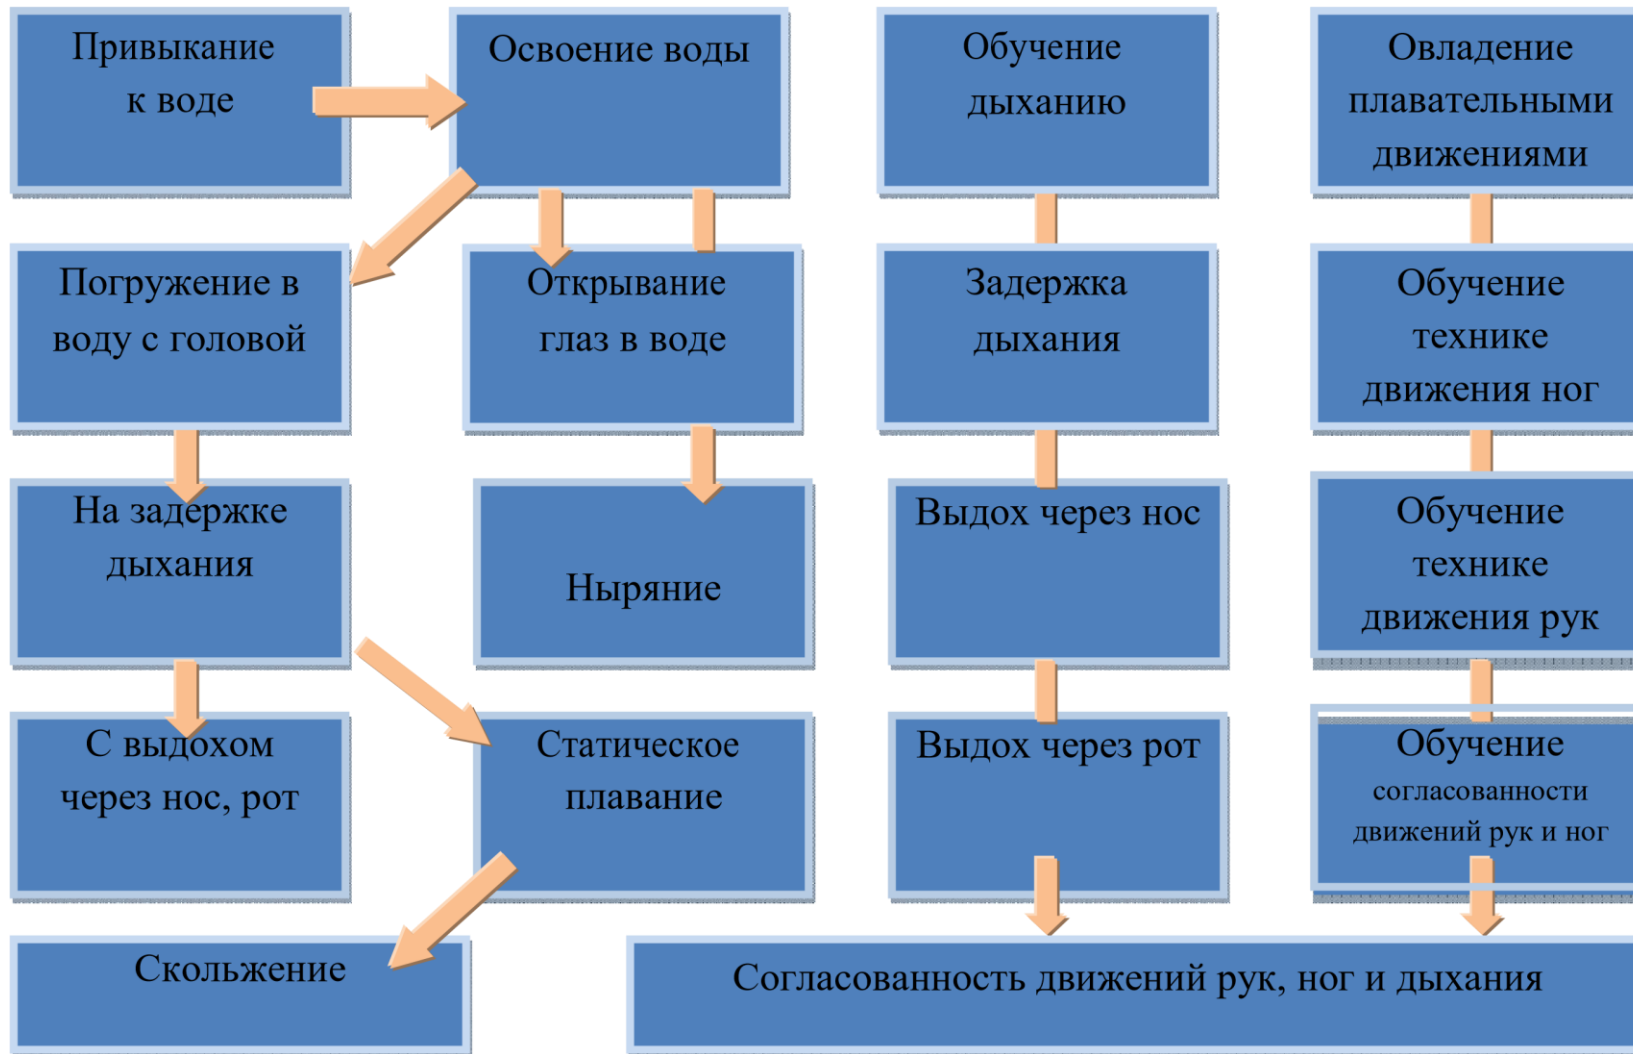 Привыкание
к воде
Освоение воды
Обучение
дыханию
Овладение
плавательными
движениями
Погружение в
воду с головой
Открывание
глаз в воде
Задержка
дыхания
Обучение
технике
движения ног
На задержке
дыхания
Ныряние
Выдох через нос
Обучение
технике
движения рук
С выдохом
через нос, рот
Статическое
плавание
Выдох через рот
Обучение
согласованности
движений рук и ног
Скольжение
Согласованность движений рук, ног и дыхания